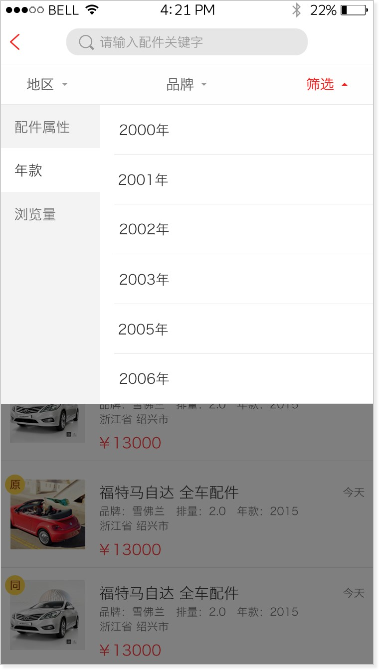 BELL 4:21 PM 22%
请输入配件关键字
地区 品牌 筛选
配件属性
年款
浏览量
2000年
2001年
2002年
2003年
2005年
2006年
品牌：雪佛兰 排量：2.0 年款：2015
浙江省 绍兴市
¥13000
原
福特马自达 全车配件 今天
品牌：雪佛兰 排量：2.0 年款：2015
浙江省 绍兴市
¥13000
同
福特马自达 全车配件 今天
品牌：雪佛兰 排量：2.0 年款：2015
浙江省 绍兴市
¥13000